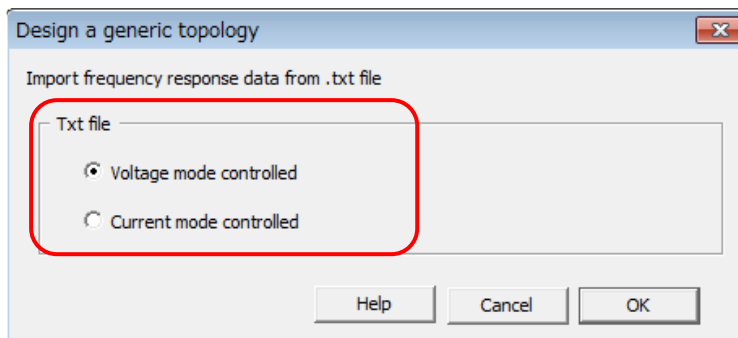 Design a generic topology
Import frequency response data from .txt file
Txt file
Voltage mode controlled
Current mode controlled
Help Cancel OK